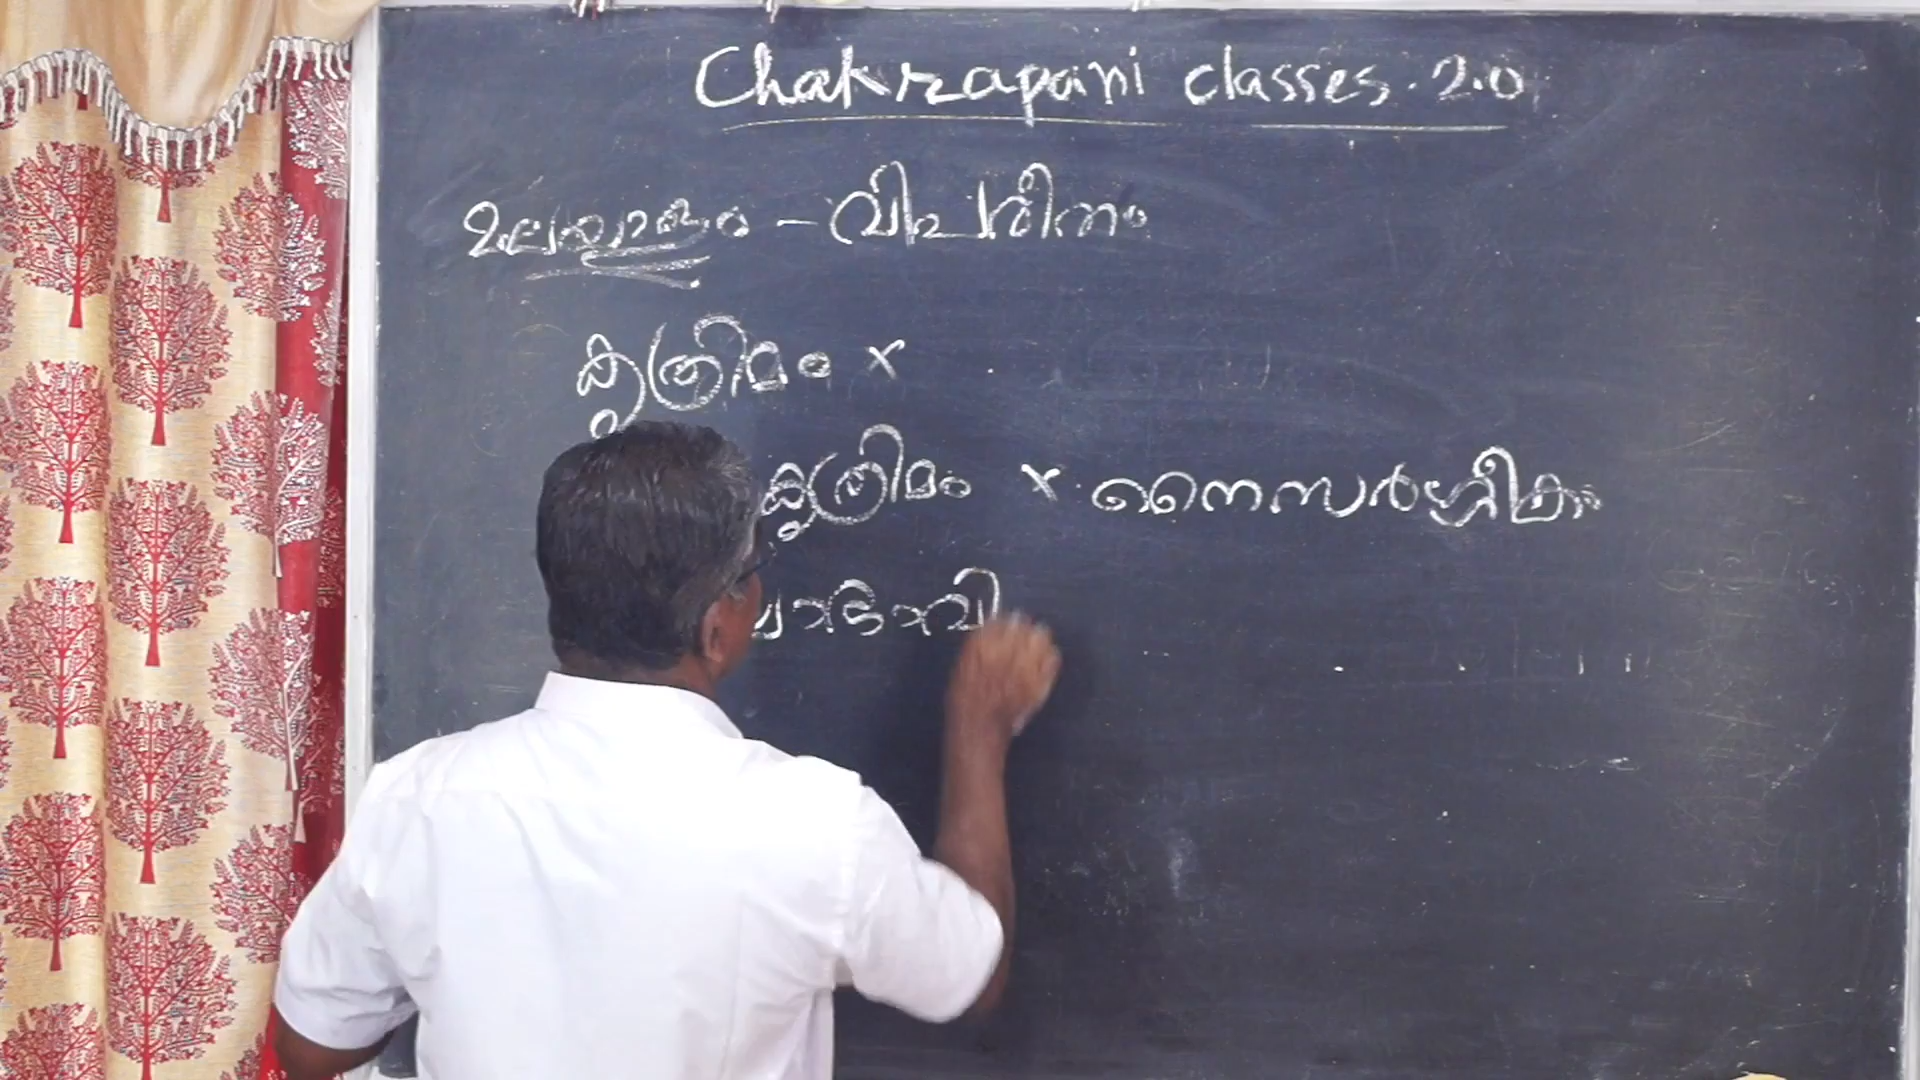 Chakrapani classes. 2.0
മലയാളം - വിപരീതം
കൃത്രിമം ×
കൃത്രിമം × നൈസർഗ്ഗീകം
ാഭാവി